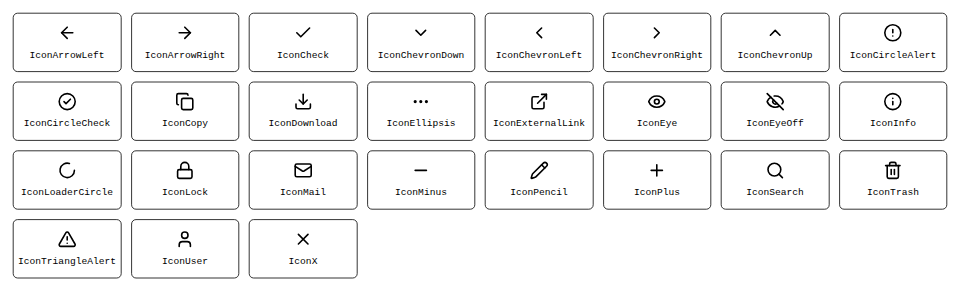 IconArrowLeft
IconArrowRight
IconCheck
IconChevronDown
IconChevronLeft
IconChevronRight
IconChevronUp
IconCircleAlert
IconCircleCheck
IconCopy
IconDownload
IconEllipsis
IconExternalLink
IconEye
IconEyeOff
IconInfo
IconLoaderCircle
IconLock
IconMail
IconMinus
IconPencil
IconPlus
IconSearch
IconTrash
IconTriangleAlert
IconUser
IconX